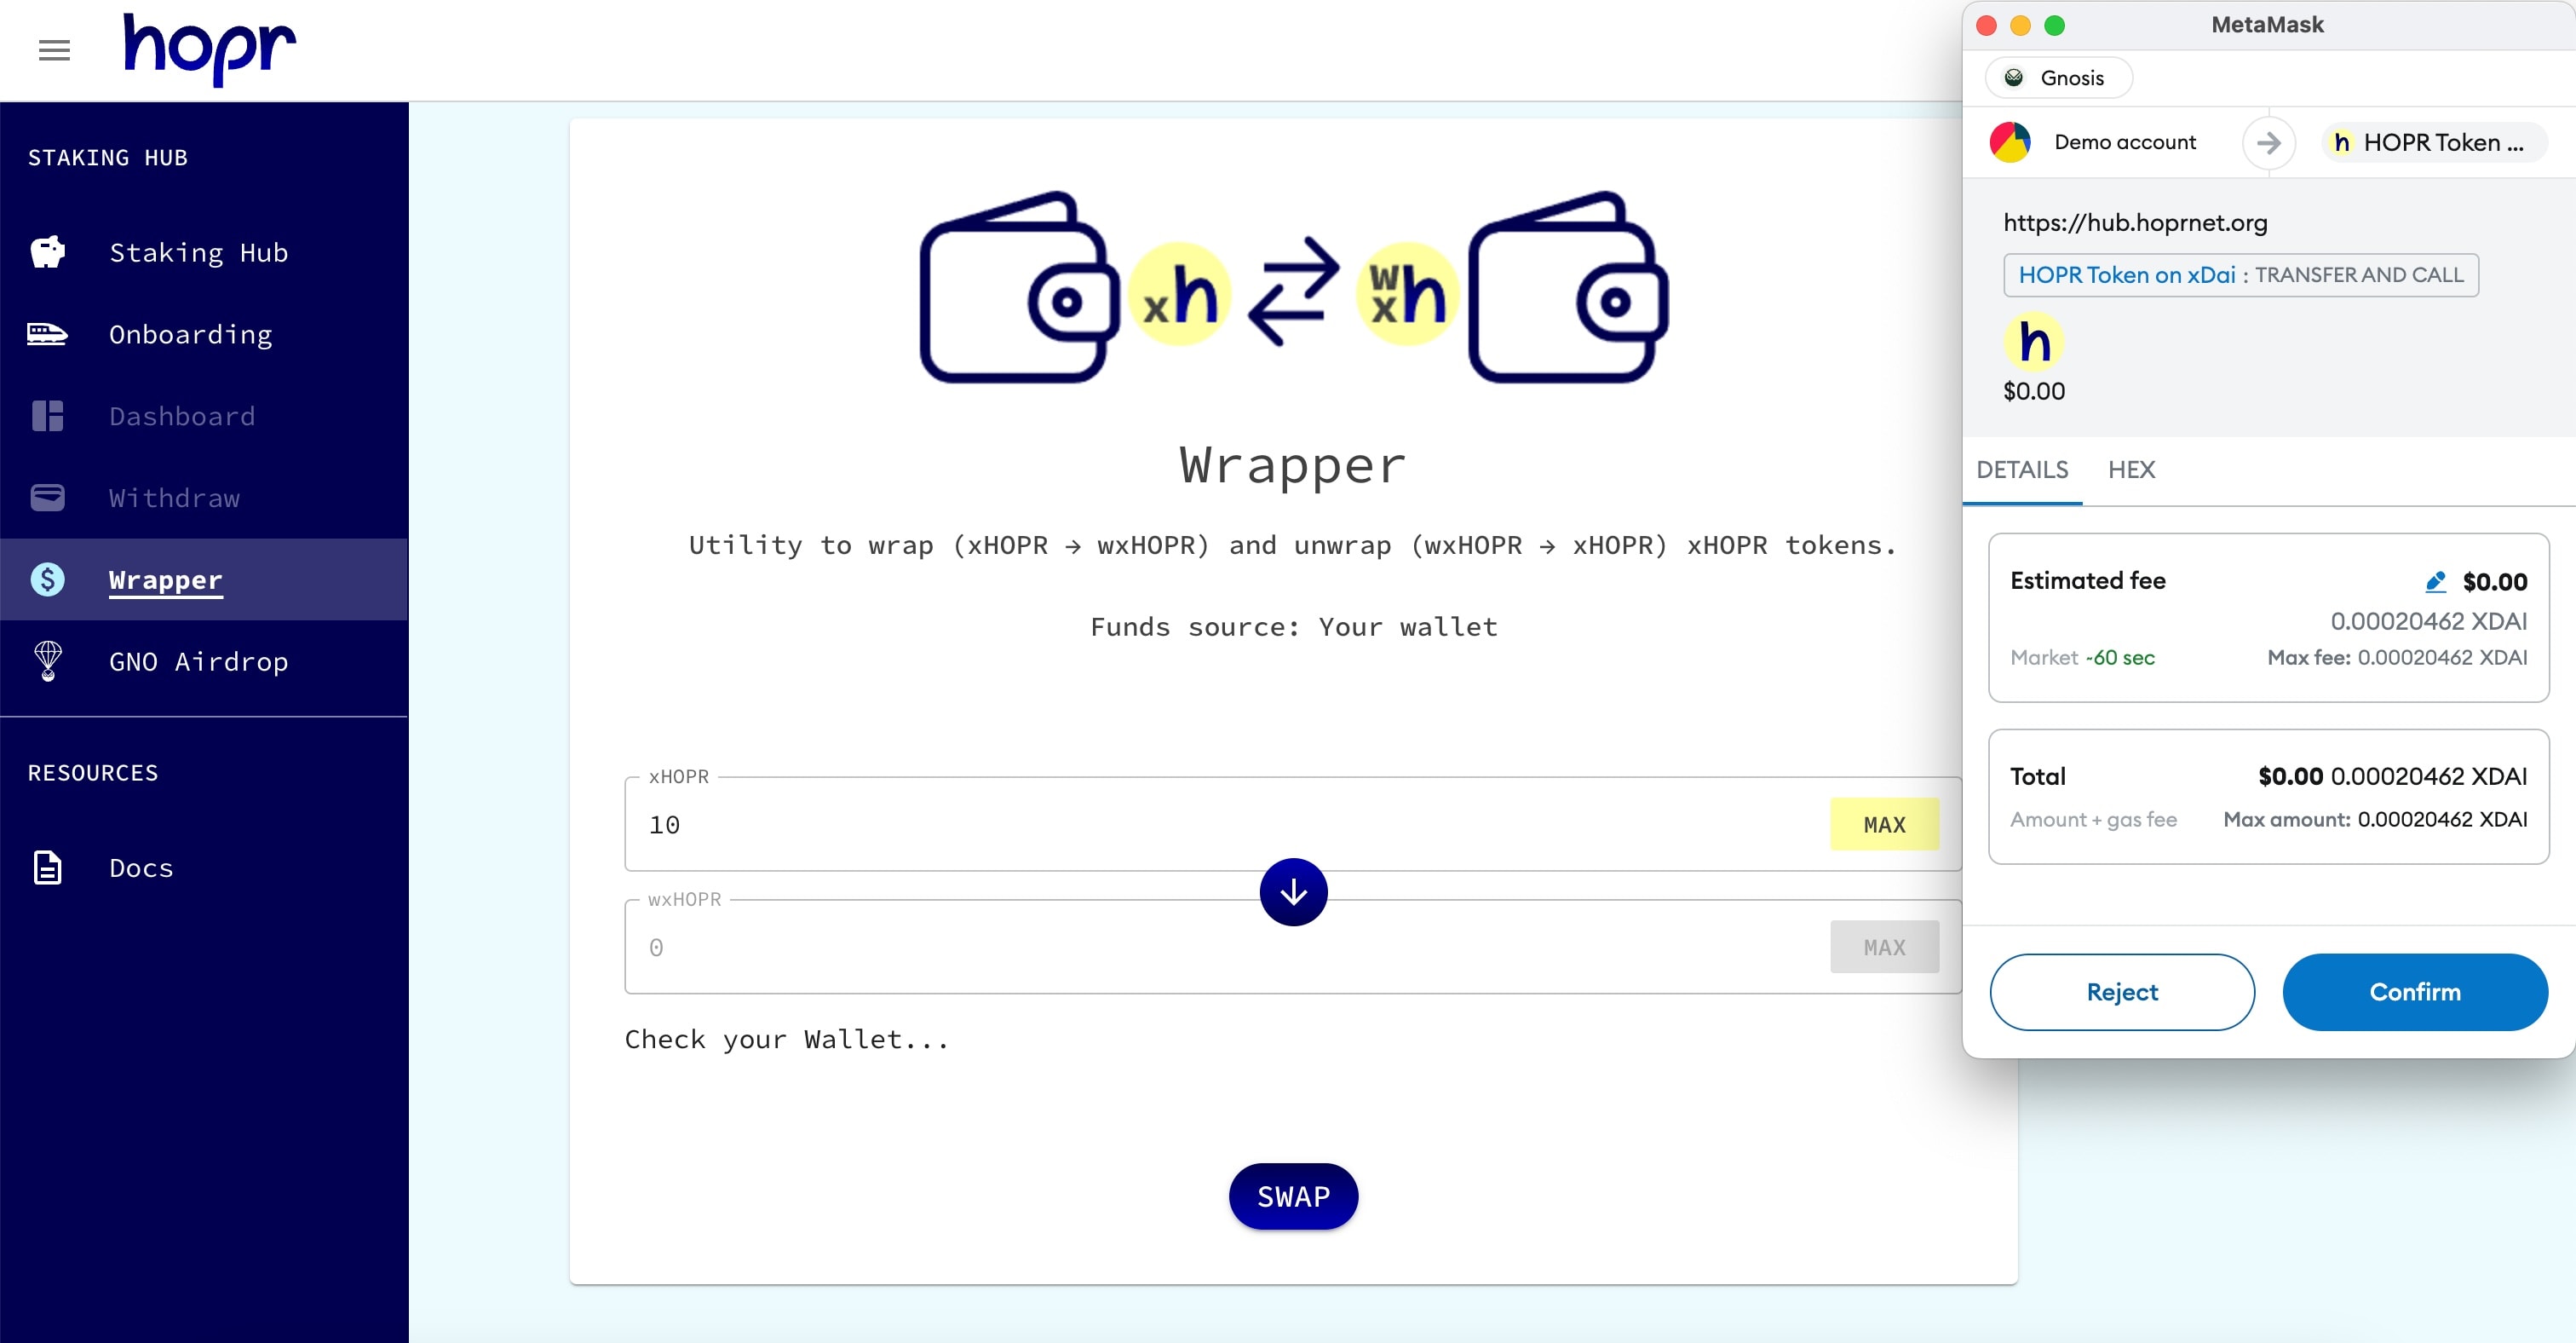 hopr
STAKING HUB
Staking Hub
Onboarding
Dashboard
Withdraw
Wrapper
GNO Airdrop
RESOURCES
Docs
xh
wxh
Wrapper
Utility to wrap (xHOPR → wxHOPR) and unwrap (wxHOPR → xHOPR) xHOPR tokens.
Funds source: Your wallet
xHOPR
10
MAX
wxHOPR
0
MAX
Check your Wallet...
SWAP
MetaMask
Gnosis
Demo account
h HOPR Token ...
https://hub.hoprnet.org
HOPR Token on xDai : TRANSFER AND CALL
h
$0.00
DETAILS HEX
Estimated fee $0.00
0.00020462 XDAI
Market ~60 sec Max fee: 0.00020462 XDAI
Total $0.00 0.00020462 XDAI
Amount + gas fee Max amount: 0.00020462 XDAI
Reject Confirm